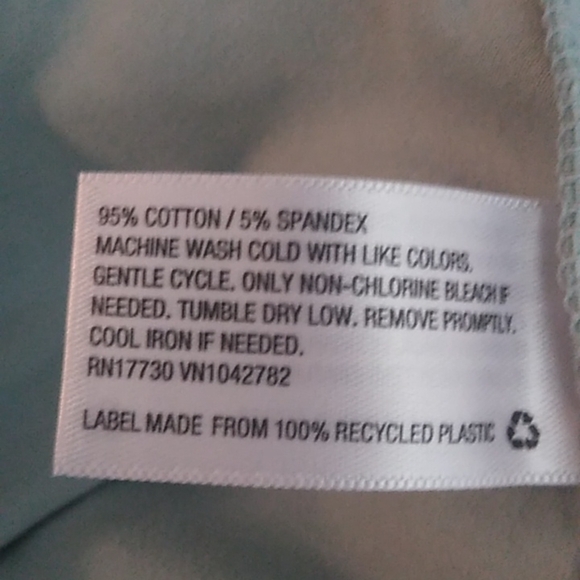 95% COTTON / 5% SPANDEX
MACHINE WASH COLD WITH LIKE COLORS,
GENTLE CYCLE. ONLY NON-CHLORINE BLEACH IF
NEEDED. TUMBLE DRY LOW. REMOVE PROMPTLY.
COOL IRON IF NEEDED.
RN17730 VN1042782
LABEL MADE FROM 100% RECYCLED PLASTIC